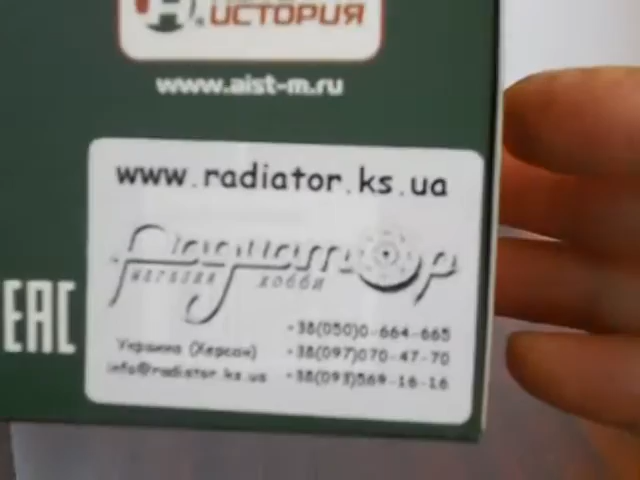 ИСТОРИЯ
www.aist-m.ru
www.radiator.ks.ua
Радиатор
магазин хобби
EAC
+38(050)0-664-665
Украина (Херсон) +38(097)070-47-70
info@radiator.ks.ua +38(093)569-16-16